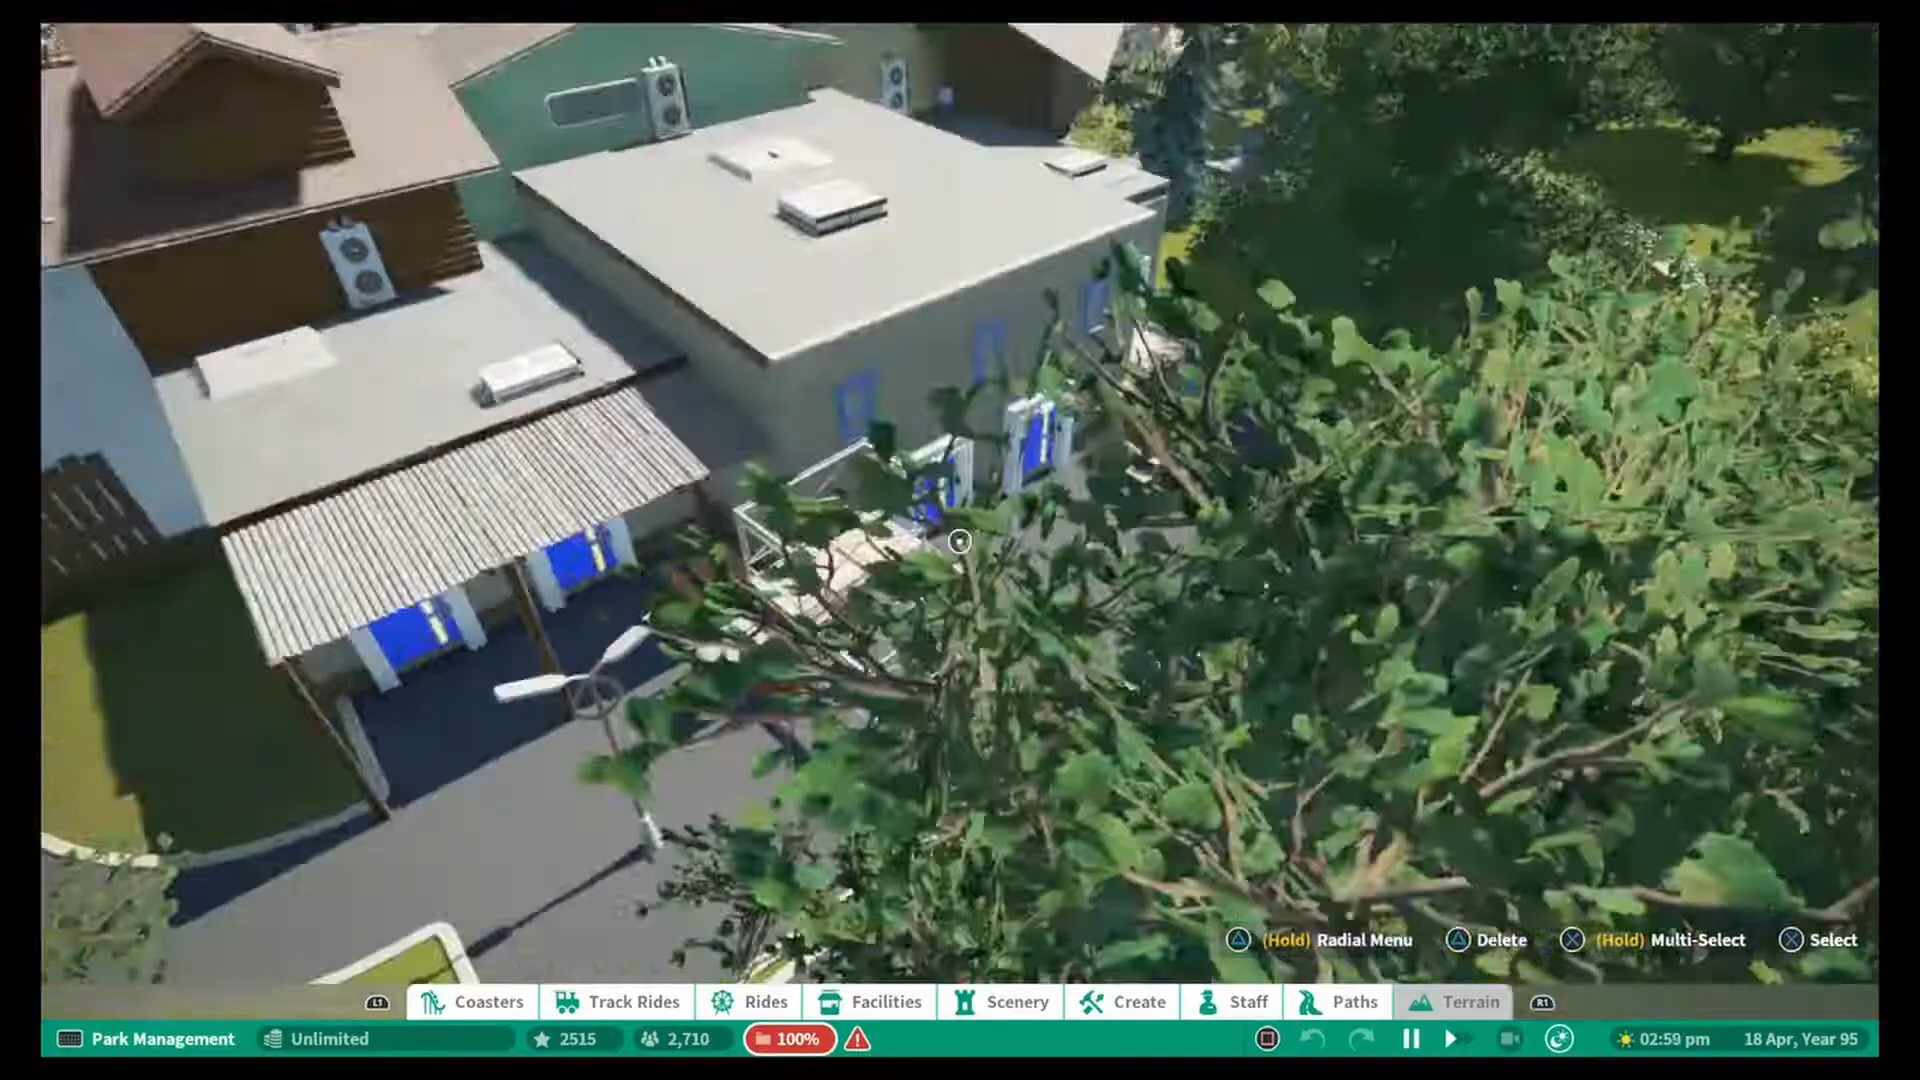 (Hold) Radial Menu Delete (Hold) Multi-Select Select
L1 Coasters Track Rides Rides Facilities Scenery Create Staff Paths Terrain R1
Park Management Unlimited 2515 2,710 100% 02:59 pm 18 Apr, Year 95